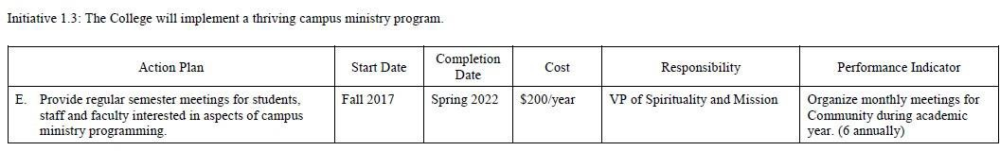 Initiative 1.3: The College will implement a thriving campus ministry program.
Action Plan
Start Date
Completion
Date
Cost
Responsibility
Performance Indicator
E. Provide regular semester meetings for students,
staff and faculty interested in aspects of campus
ministry programming.
Fall 2017
Spring 2022
$200/year
VP of Spirituality and Mission
Organize monthly meetings for
Community during academic
year. (6 annually)